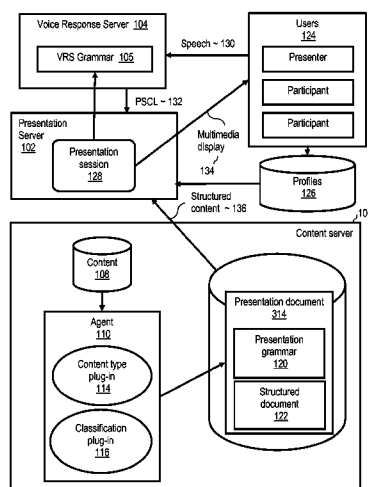 Voice Response Server 104
VRS Grammar 105
Speech ~ 130
Users
124
Presenter
Participant
Participant
PSCL ~ 132
Presentation
Server
102
Presentation
session
128
Multimedia
display
134
Profiles
126
Structured
content ~ 136
10
Content server
Content
108
Agent
110
Content type
plug-in
114
Classification
plug-in
116
Presentation document
314
Presentation
grammar
120
Structured
document
122